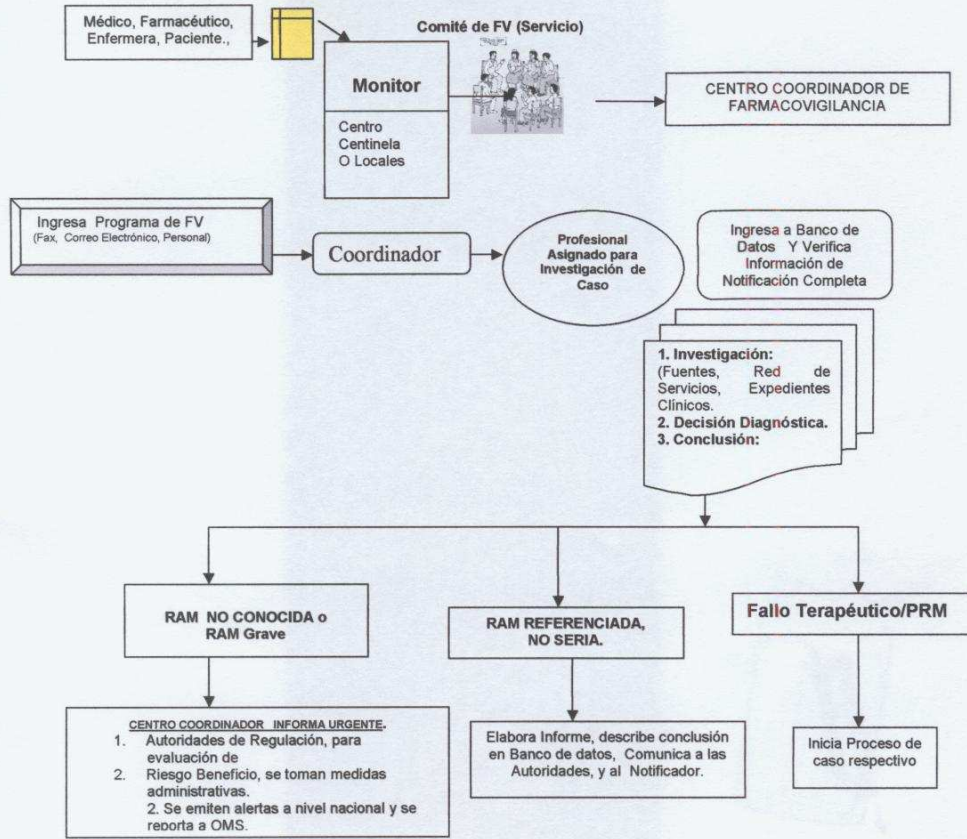 Médico, Farmacéutico,
Enfermera, Paciente.,
Comité de FV (Servicio)
Monitor
Centro
Centinela
O Locales
CENTRO COORDINADOR DE
FARMACOVIGILANCIA
Ingresa Programa de FV
(Fax, Correo Electrónico, Personal)
Coordinador
Profesional
Asignado para
Investigación de
Caso
Ingresa a Banco de
Datos Y Verifica
Información de
Notificación Completa
1. Investigación:
(Fuentes, Red de
Servicios, Expedientes
Clínicos.
2. Decisión Diagnóstica.
3. Conclusión:
RAM NO CONOCIDA o
RAM Grave
RAM REFERENCIADA,
NO SERIA.
Fallo Terapéutico/PRM
CENTRO COORDINADOR INFORMA URGENTE.
1. Autoridades de Regulación, para
evaluación de
2. Riesgo Beneficio, se toman medidas
administrativas.
2. Se emiten alertas a nivel nacional y se
reporta a OMS.
Elabora Informe, describe conclusión
en Banco de datos, Comunica a las
Autoridades, y al Notificador.
Inicia Proceso de
caso respectivo